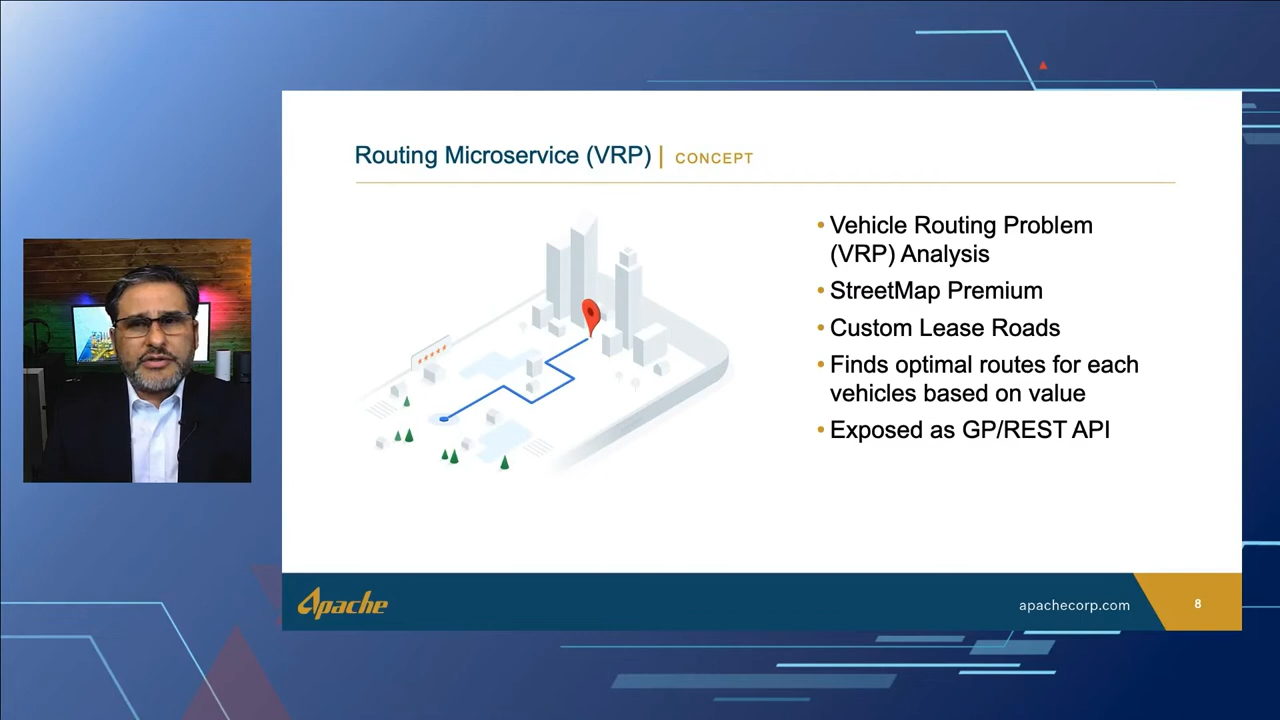 Routing Microservice (VRP) | CONCEPT
• Vehicle Routing Problem
(VRP) Analysis
• StreetMap Premium
• Custom Lease Roads
• Finds optimal routes for each
vehicles based on value
• Exposed as GP/REST API
Apache
apachecorp.com
8